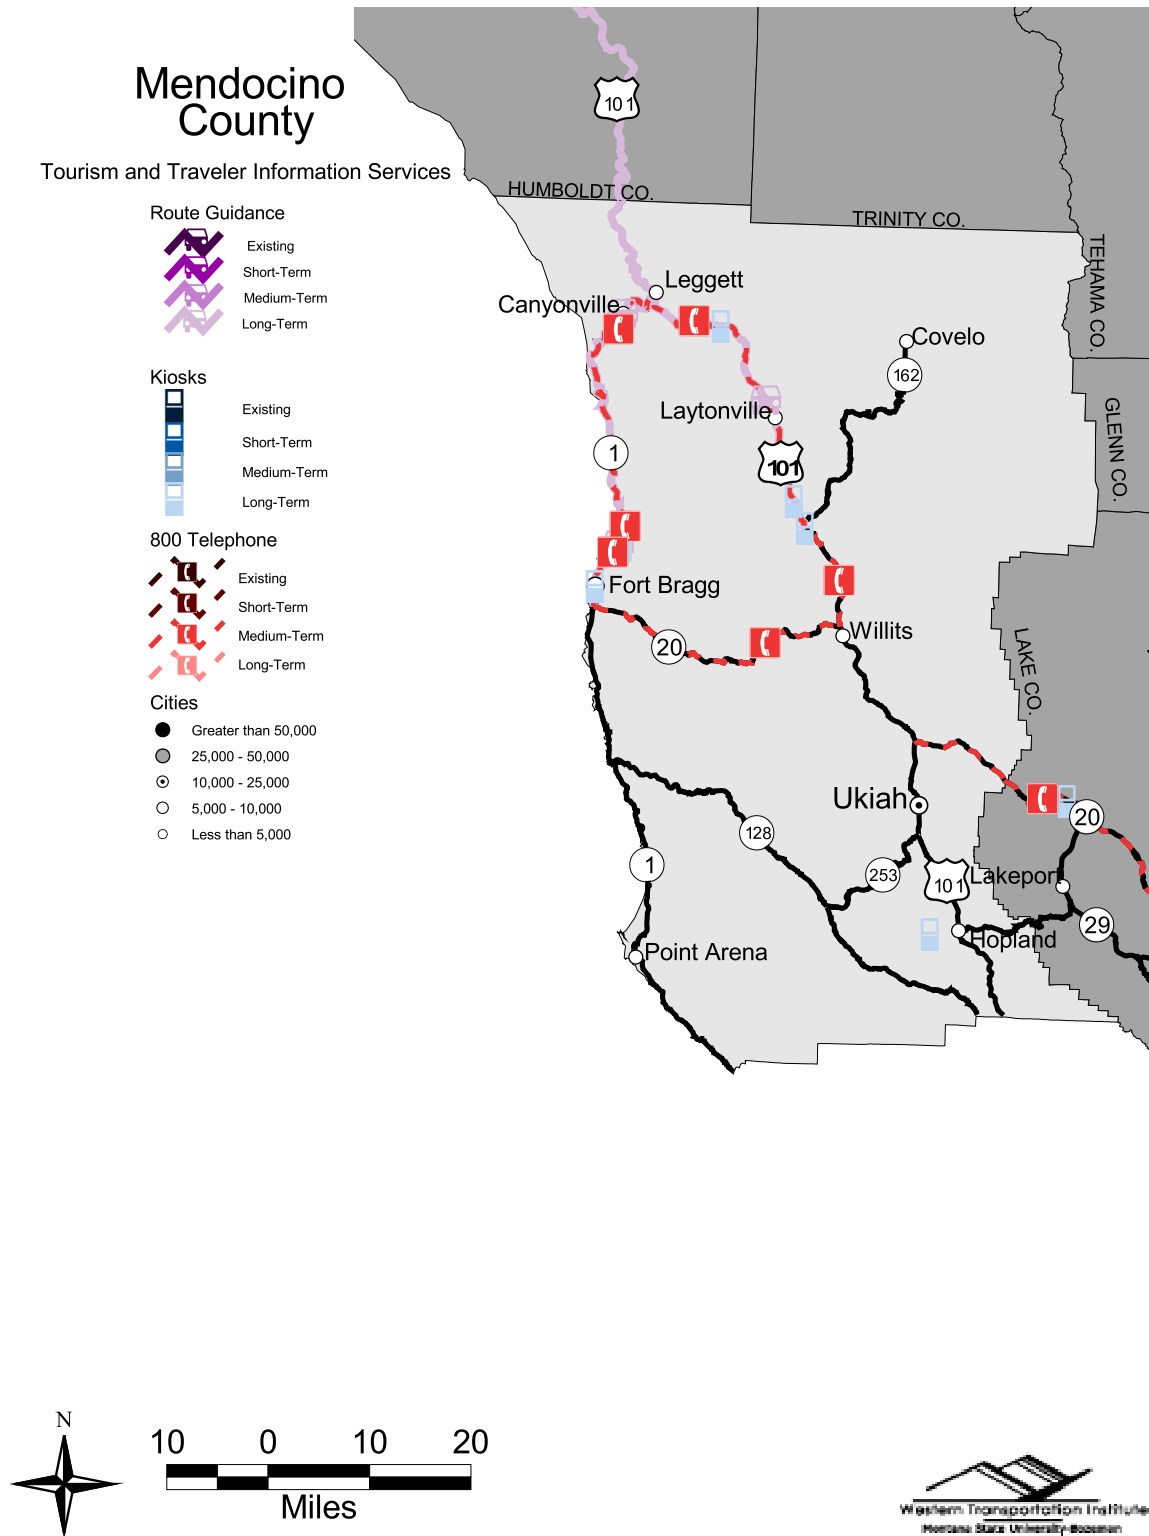 Mendocino
County
Tourism and Traveler Information Services
Route Guidance
Existing
Short-Term
Medium-Term
Long-Term
Kiosks
Existing
Short-Term
Medium-Term
Long-Term
800 Telephone
Existing
Short-Term
Medium-Term
Long-Term
Cities
Greater than 50,000
25,000 - 50,000
10,000 - 25,000
5,000 - 10,000
Less than 5,000
101
HUMBOLDT CO.
TRINITY CO.
TEHAMA CO.
Leggett
Canyonville
Covelo
162
GLENN CO.
Laytonville
1
101
Fort Bragg
Willits
20
LAKE CO.
Ukiah
20
128
1
253
101
Lakeport
29
Hopland
Point Arena
N
10 0 10 20
Miles
Western Transportation Institute
Montana State University-Bozeman